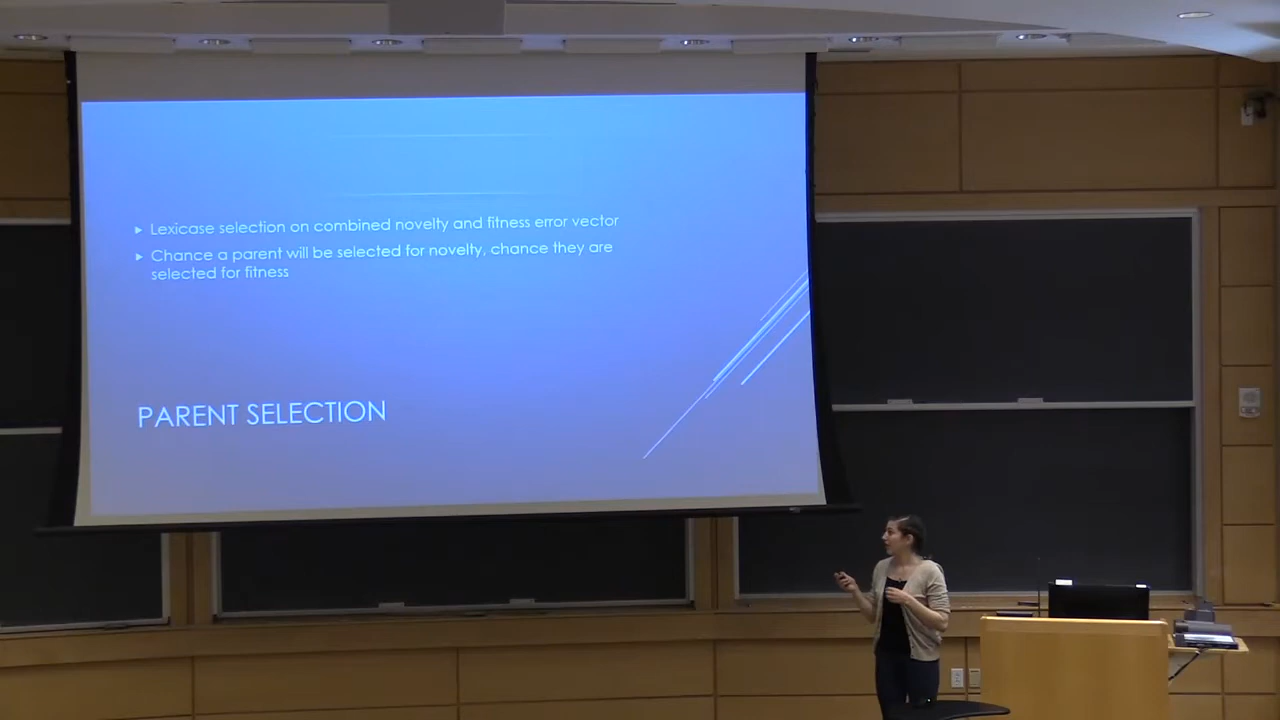 Lexicase selection on combined novelty and fitness error vector
Chance a parent will be selected for novelty, chance they are
selected for fitness
PARENT SELECTION